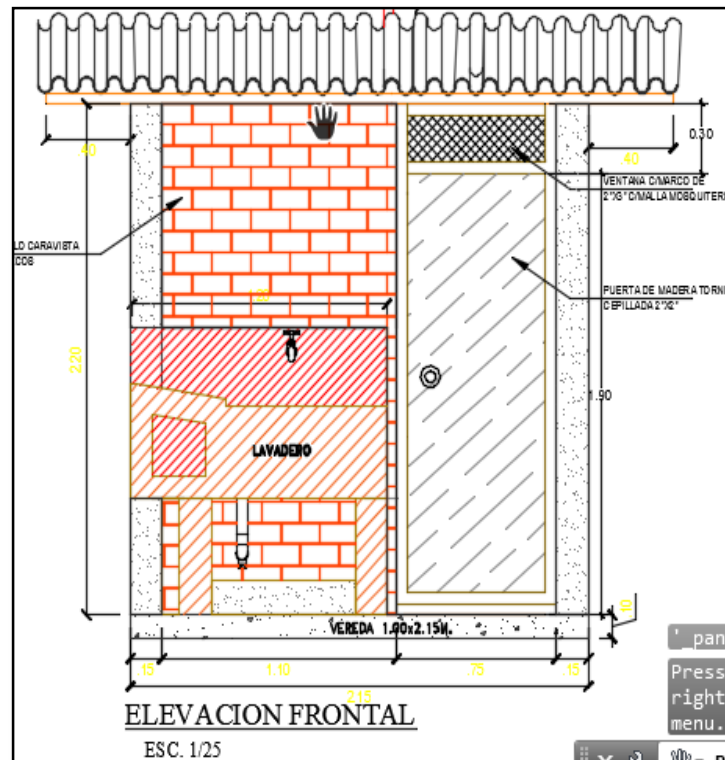 .40
0.30
.40
VENTANA C/MARCO DE
2"X3" C/MALLA MOSQUITER
LO CARAVISTA
COS
1.20
PUERTA DE MADERA TORNI
CEPILLADA 2"X2"
2.20
1.90
LAVADERO
.10
VEREDA 1.00x2.15M.
.15
1.10
.75
.15
2.15
ELEVACION FRONTAL
ESC. 1/25
'_pan
Press
right
menu.